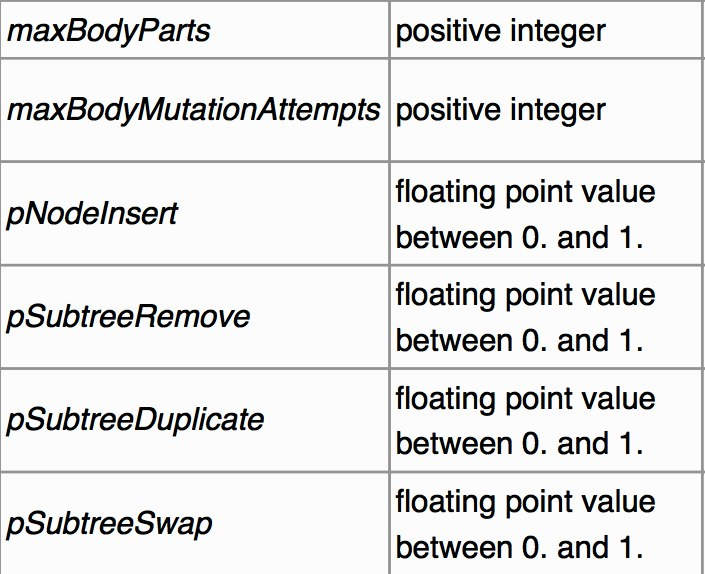 maxBodyParts positive integer
maxBodyMutationAttempts positive integer
pNodeInsert floating point value
between 0. and 1.
pSubtreeRemove floating point value
between 0. and 1.
pSubtreeDuplicate floating point value
between 0. and 1.
pSubtreeSwap floating point value
between 0. and 1.